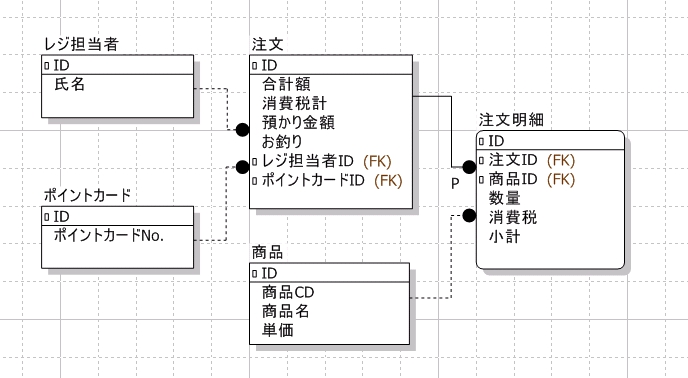 レジ担当者
ID
氏名
ポイントカード
ID
ポイントカードNo.
注文
ID
合計額
消費税計
預かり金額
お釣り
レジ担当者ID (FK)
ポイントカードID (FK)
商品
ID
商品CD
商品名
単価
P
注文明細
ID
注文ID (FK)
商品ID (FK)
数量
消費税
小計